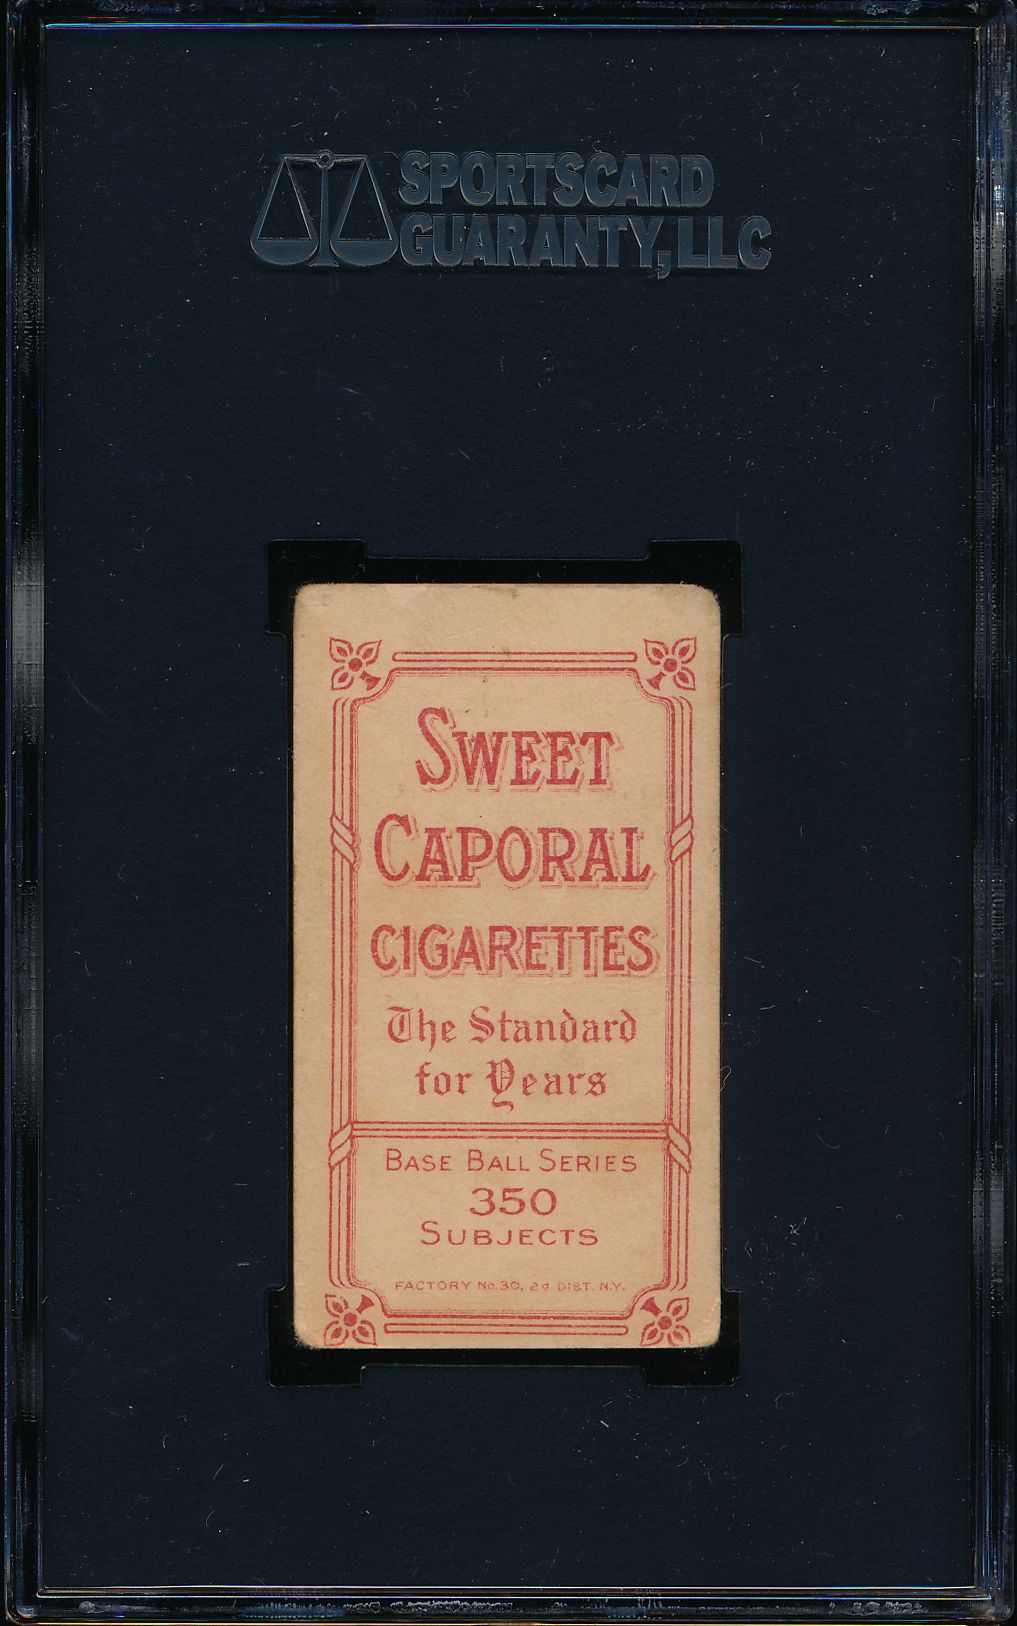 SPORTSCARD
GUARANTY, LLC
SWEET
CAPORAL
CIGARETTES
The Standard
for Years
BASE BALL SERIES
350
SUBJECTS
FACTORY No. 30, 2d DIST. N.Y.